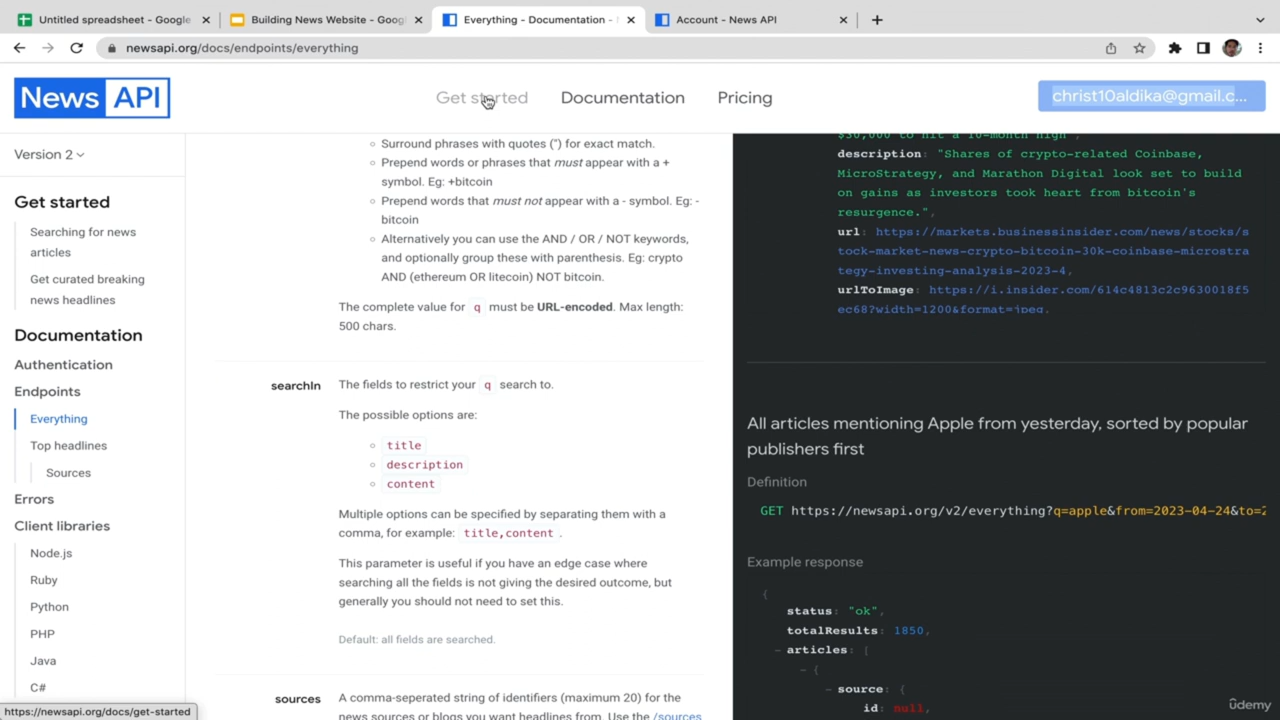 Untitled spreadsheet - Google
Building News Website - Googl
Everything - Documentation -
Account - News API
newsapi.org/docs/endpoints/everything
News API
Get started
Documentation
Pricing
christ10aldika@gmail.c...
Version 2
Get started
Searching for news
articles
Get curated breaking
news headlines
Documentation
Authentication
Endpoints
Everything
Top headlines
Sources
Errors
Client libraries
Node.js
Ruby
Python
PHP
Java
C#
https://newsapi.org/docs/get-started
Surround phrases with quotes (") for exact match.
Prepend words or phrases that must appear with a +
symbol. Eg: +bitcoin
Prepend words that must not appear with a - symbol. Eg: -
bitcoin
Alternatively you can use the AND / OR / NOT keywords,
and optionally group these with parenthesis. Eg: crypto
AND (ethereum OR litecoin) NOT bitcoin.
The complete value for q must be URL-encoded. Max length:
500 chars.
searchIn
The fields to restrict your q search to.
The possible options are:
title
description
content
Multiple options can be specified by separating them with a
comma, for example: title,content .
This parameter is useful if you have an edge case where
searching all the fields is not giving the desired outcome, but
generally you should not need to set this.
Default: all fields are searched.
sources
A comma-seperated string of identifiers (maximum 20) for the
news sources or blogs you want headlines from. Use the /sources
$30,000 to hit a 10-month high",
description: "Shares of crypto-related Coinbase,
MicroStrategy, and Marathon Digital look set to build
on gains as investors took heart from bitcoin's
resurgence.",
url: https://markets.businessinsider.com/news/stocks/s
tock-market-news-crypto-bitcoin-30k-coinbase-microstra
tegy-investing-analysis-2023-4,
urlToImage: https://i.insider.com/614c4813c2c9630018f5
ec68?width=1200&format=jpeg,
All articles mentioning Apple from yesterday, sorted by popular
publishers first
Definition
GET https://newsapi.org/v2/everything?q=apple&from=2023-04-24&to=2
Example response
{
status: "ok",
totalResults: 1850,
- articles: [
- {
- source: {
id: null,
ûdemy